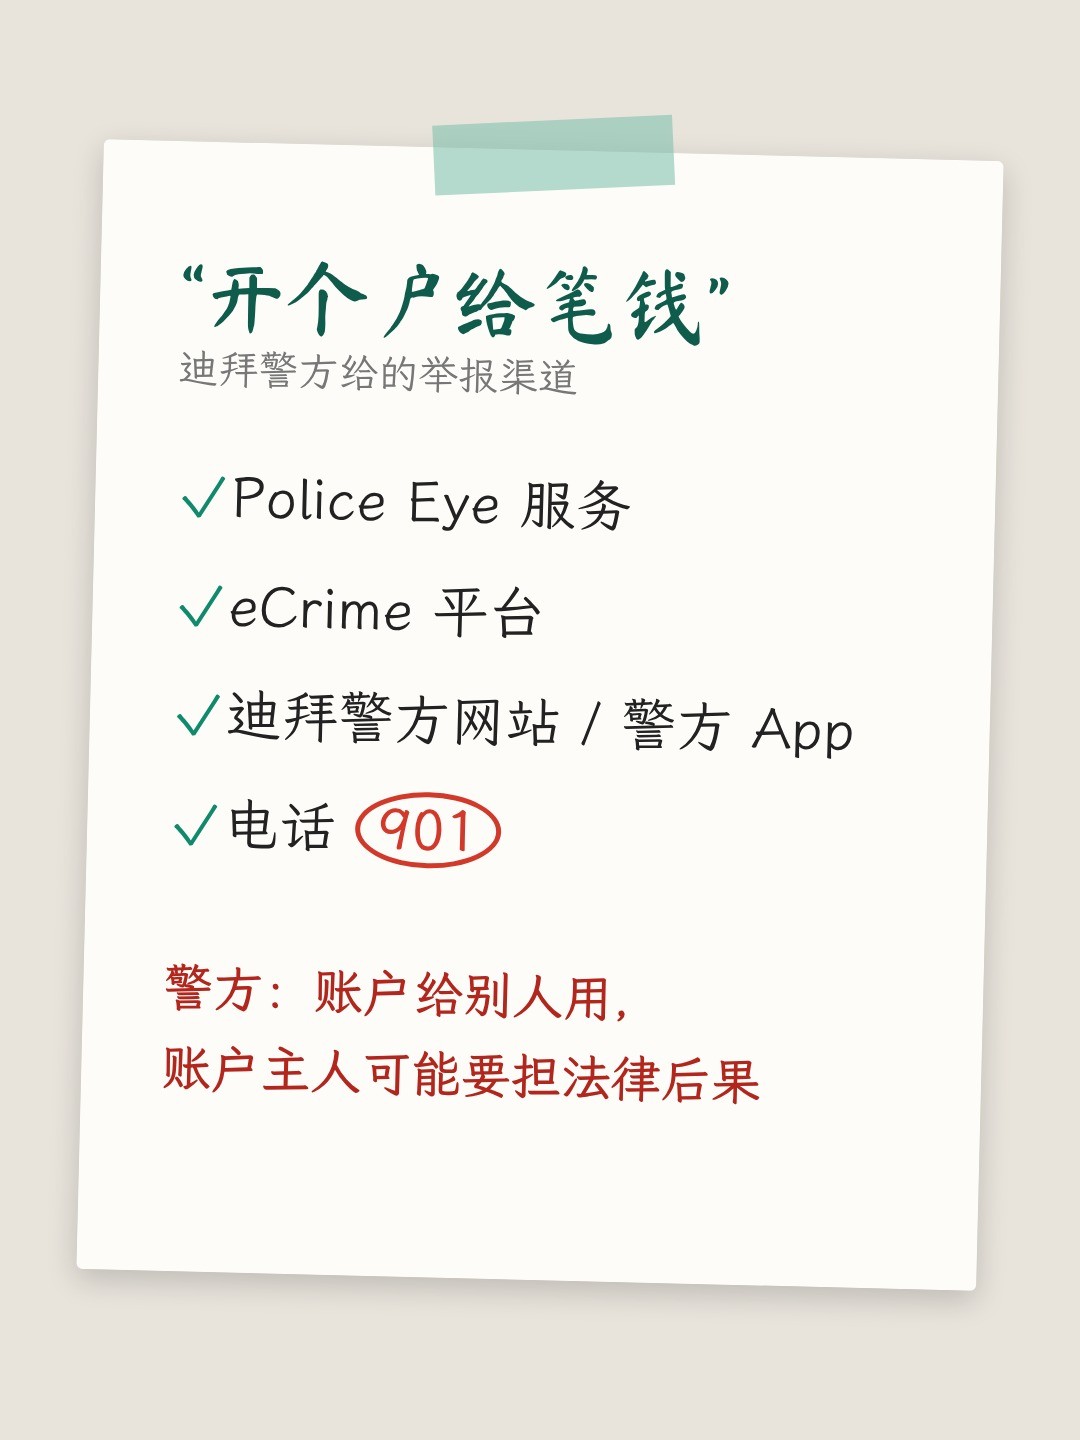 “开个户给笔钱”
迪拜警方给的举报渠道
✓Police Eye 服务
✓eCrime 平台
✓迪拜警方网站 / 警方 App
✓电话 901
警方：账户给别人用，
账户主人可能要担法律后果